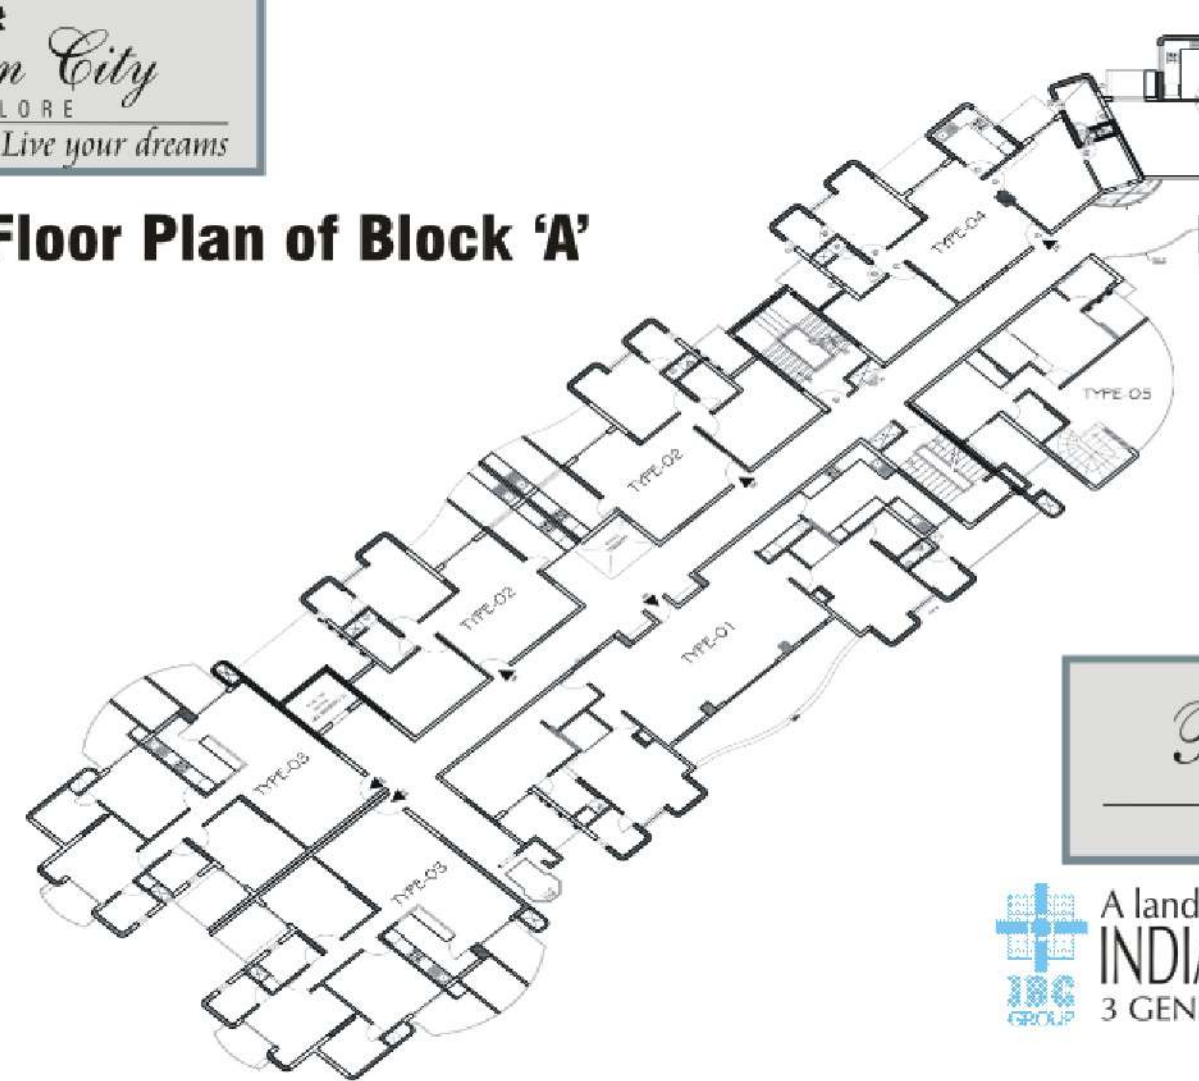 n City
LORE
Live your dreams
Floor Plan of Block ‘A’
TYPE-04
TYPE-05
TYPE-02
TYPE-02
TYPE-01
TYPE-03
TYPE-03
A land
INDIA
3 GEN
JBC
GROUP